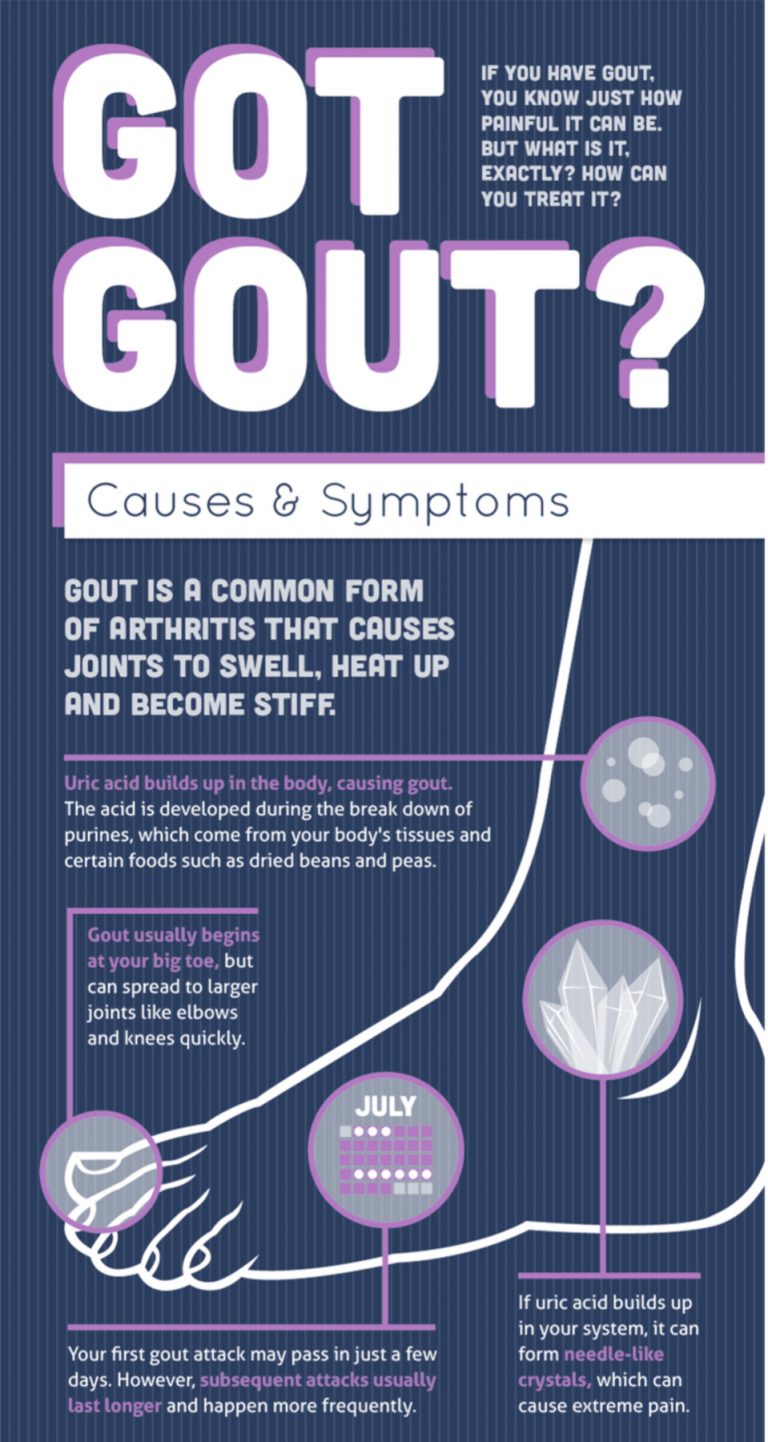 GOT
GOUT?
IF YOU HAVE GOUT,
YOU KNOW JUST HOW
PAINFUL IT CAN BE.
BUT WHAT IS IT,
EXACTLY? HOW CAN
YOU TREAT IT?
Causes & Symptoms
GOUT IS A COMMON FORM
OF ARTHRITIS THAT CAUSES
JOINTS TO SWELL, HEAT UP
AND BECOME STIFF.
Uric acid builds up in the body, causing gout.
The acid is developed during the break down of
purines, which come from your body's tissues and
certain foods such as dried beans and peas.
Gout usually begins
at your big toe, but
can spread to larger
joints like elbows
and knees quickly.
JULY
Your first gout attack may pass in just a few
days. However, subsequent attacks usually
last longer and happen more frequently.
If uric acid builds up
in your system, it can
form needle-like
crystals, which can
cause extreme pain.